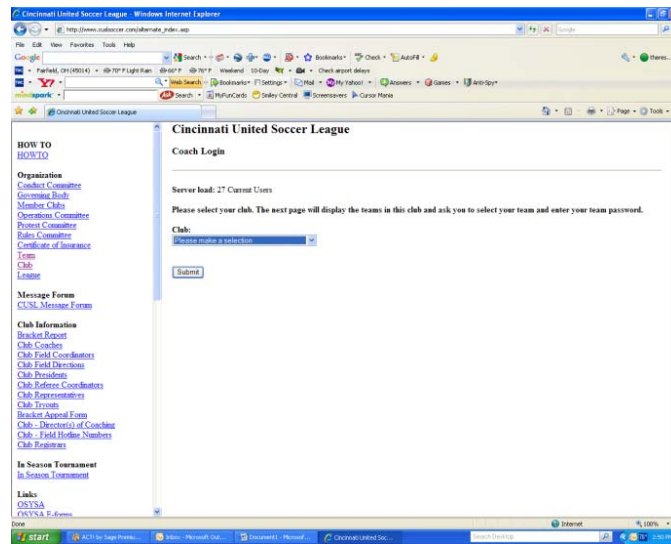 Cincinnati United Soccer League - Windows Internet Explorer
http://www.cuslsoccer.com/alternate_index.asp
Google
File Edit View Favorites Tools Help
Google Search Bookmarks Check AutoFill
Fairfield, OH (45014) 70° F Light Rain 66° F 76° F Weekend 10-Day Check airport delays
Y! Web Search Bookmarks Settings Mail My Yahoo! Answers Games Anti-Spy
mindspark Search MyFunCards Smiley Central Screensavers Cursor Mania
Cincinnati United Soccer League Page Tools
Cincinnati United Soccer League
Coach Login
Server load: 27 Current Users
Please select your club. The next page will display the teams in this club and ask you to select your team and enter your team password.
Club:
Please make a selection
Submit
HOW TO
HOWTO
Organization
Conduct Committee
Governing Body
Member Clubs
Operations Committee
Protest Committee
Rules Committee
Certificate of Insurance
Team
Club
League
Message Forum
CUSL Message Forum
Club Information
Bracket Report
Club Coaches
Club Field Coordinators
Club Field Directions
Club Presidents
Club Referee Coordinators
Club Representatives
Club Tryouts
Bracket Appeal Form
Club - Director(s) of Coaching
Club - Field Hotline Numbers
Club Registrars
In Season Tournament
In Season Tournament
Links
OSYSA
OSYSA E-forms
Done Internet 100%
start ACT! by Sage Premiu... Inbox - Microsoft Out... Document1 - Microsof... Cincinnati United Soc... Search Desktop